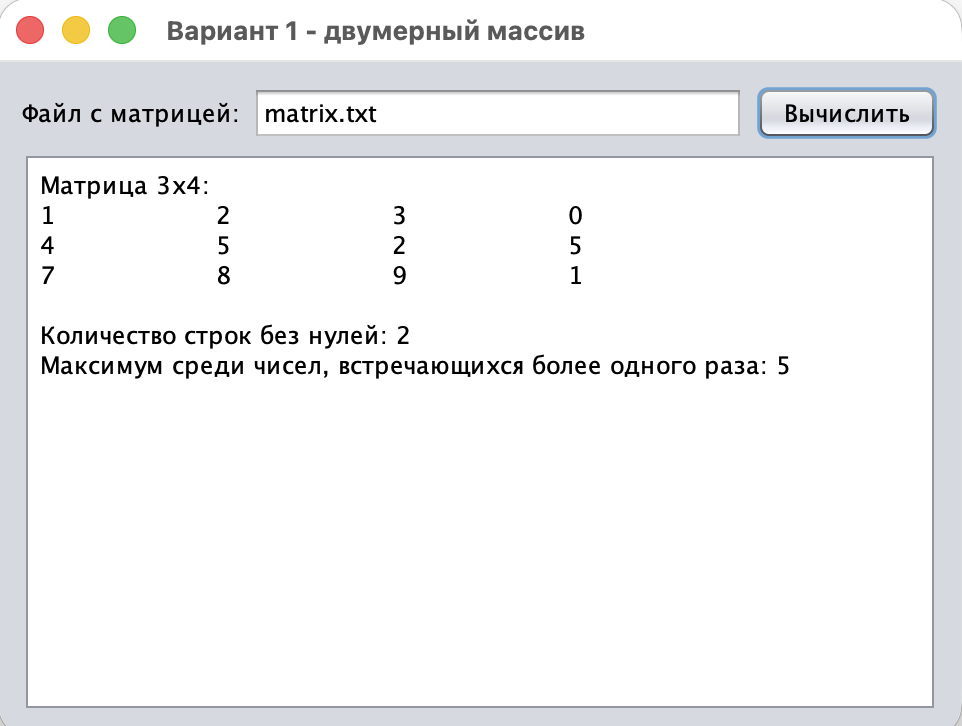 Вариант 1 - двумерный массив
Файл с матрицей: matrix.txt Вычислить
Матрица 3x4:
1 2 3 0
4 5 2 5
7 8 9 1
Количество строк без нулей: 2
Максимум среди чисел, встречающихся более одного раза: 5